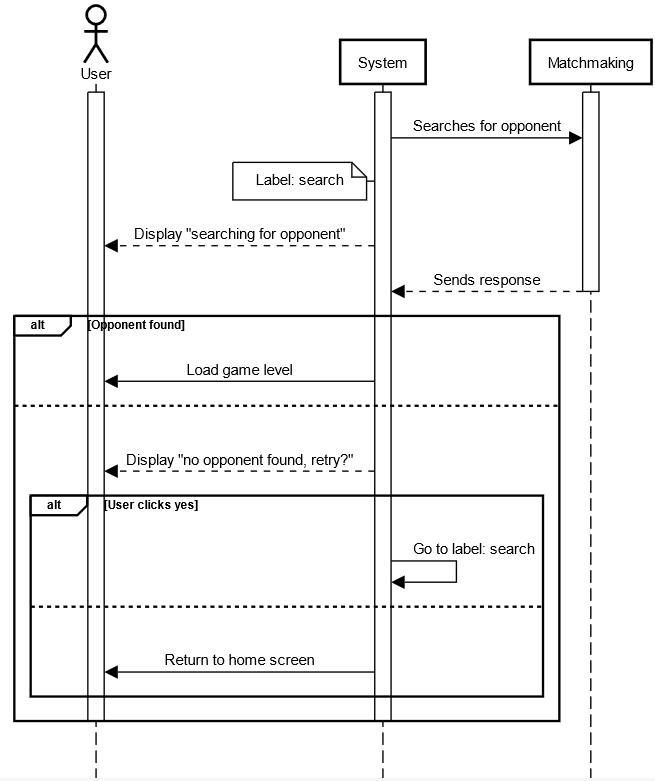 User
System
Matchmaking
Searches for opponent
Label: search
Display "searching for opponent"
Sends response
alt
[Opponent found]
Load game level
Display "no opponent found, retry?"
alt
[User clicks yes]
Go to label: search
Return to home screen